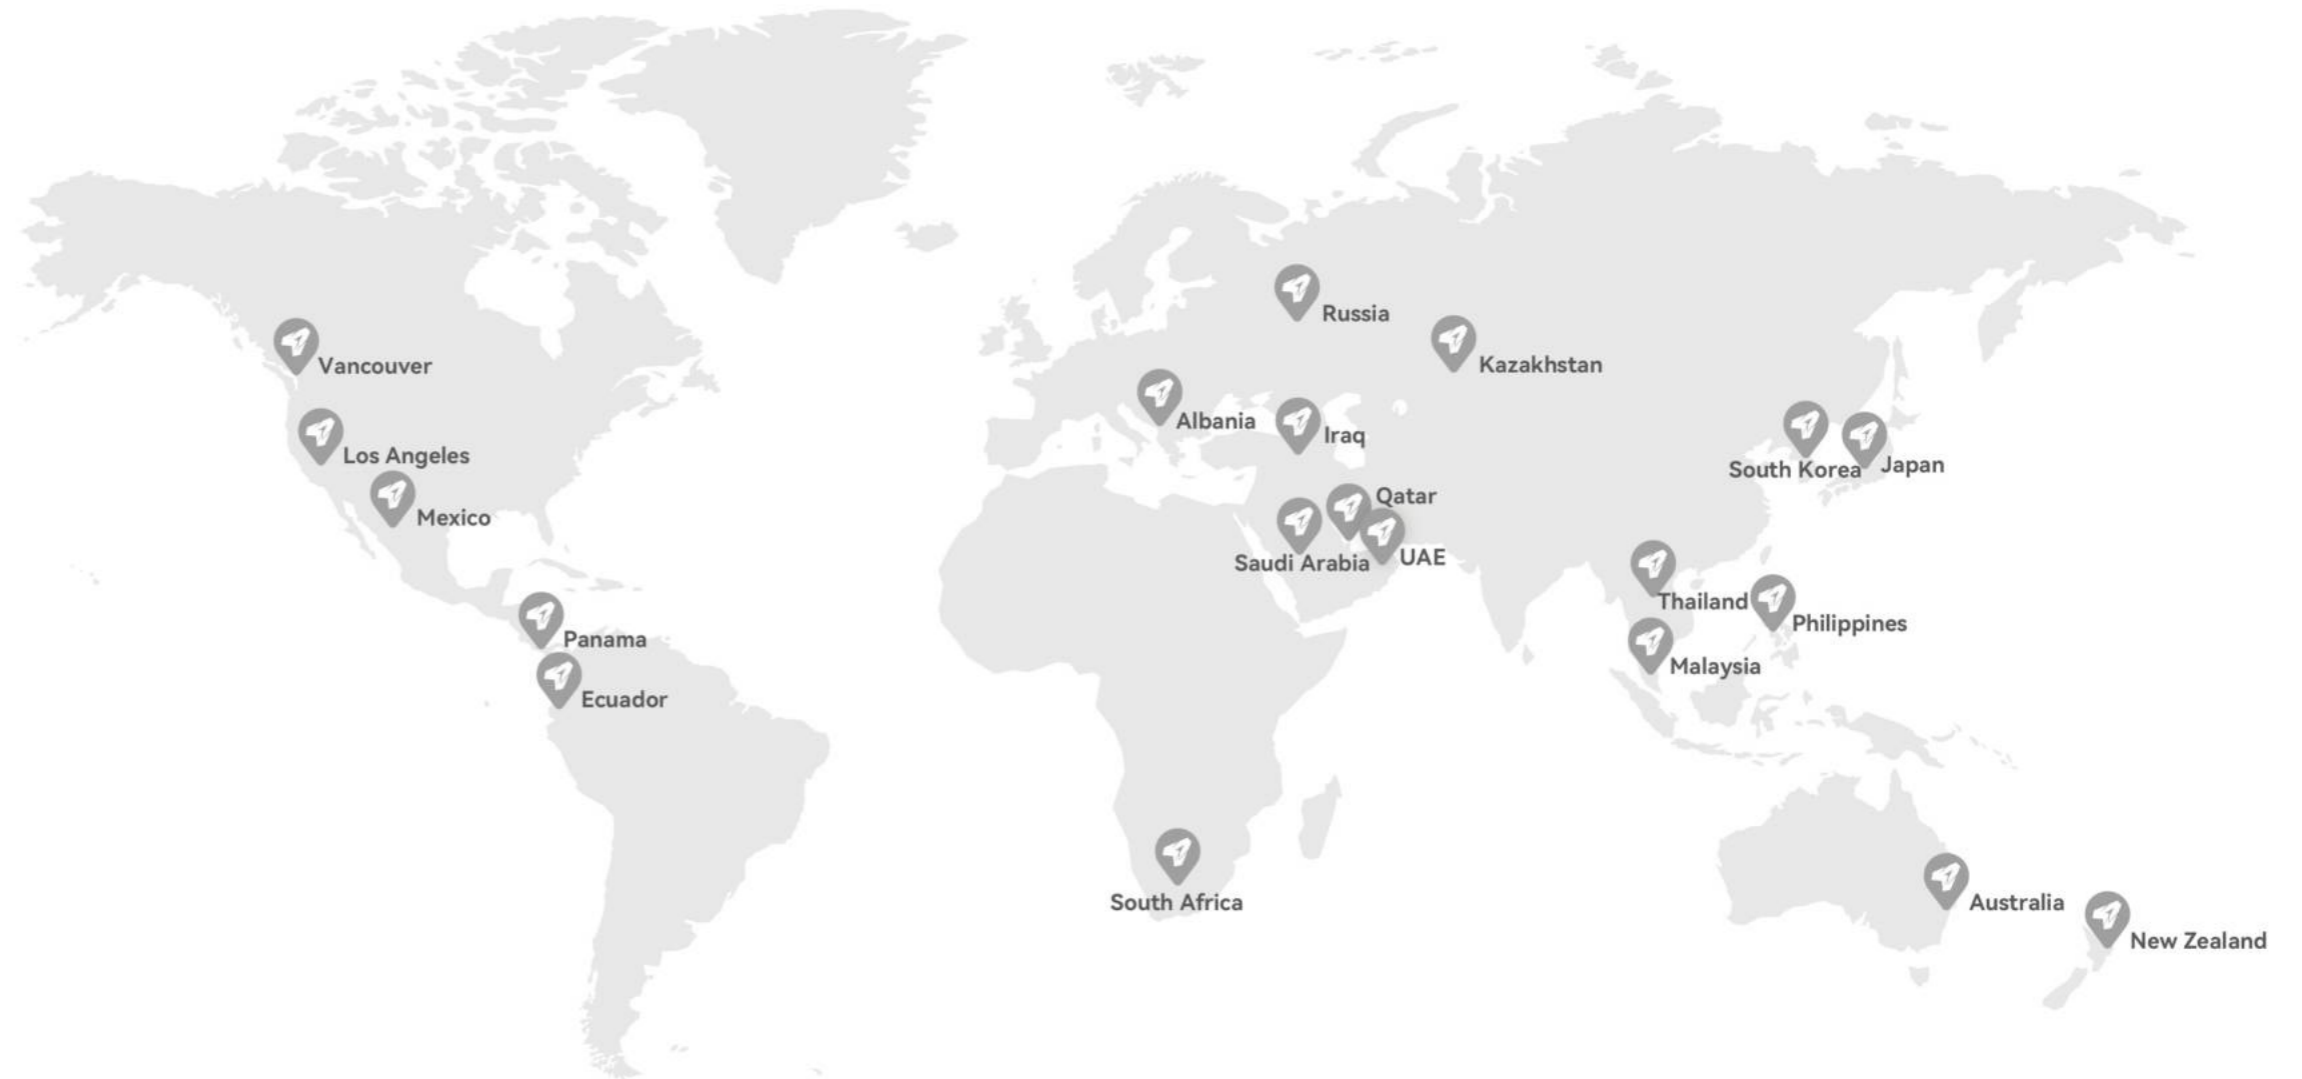 Russia
Vancouver
Kazakhstan
Albania
Iraq
Los Angeles
South Korea
Japan
Mexico
Qatar
Saudi Arabia
UAE
Thailand
Philippines
Panama
Malaysia
Ecuador
South Africa
Australia
New Zealand